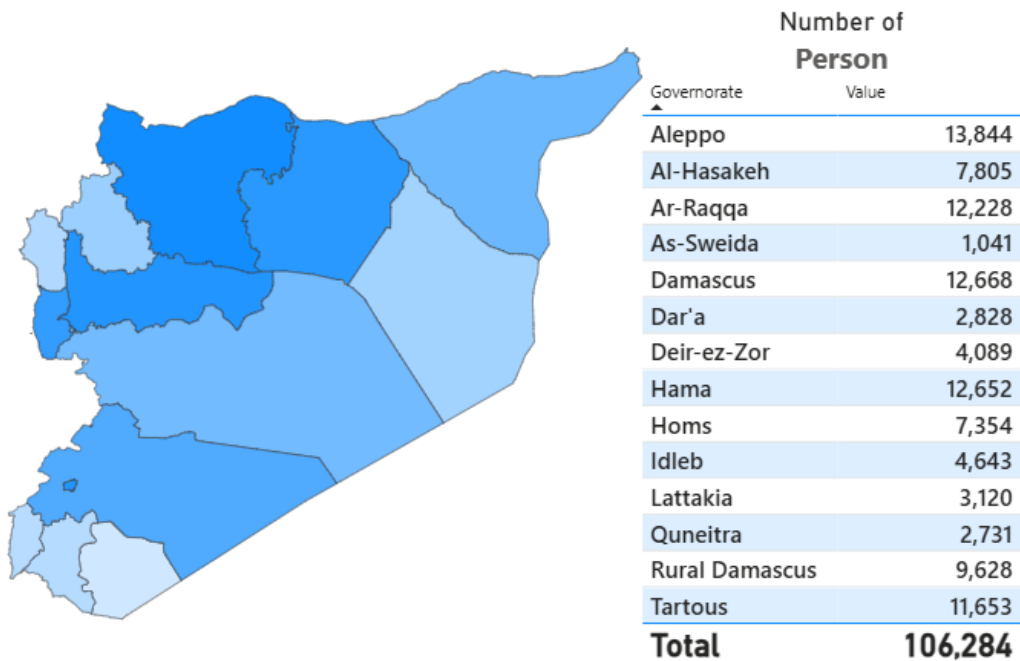 Number of
Person
Governorate Value
Aleppo 13,844
Al-Hasakeh 7,805
Ar-Raqqa 12,228
As-Sweida 1,041
Damascus 12,668
Dar'a 2,828
Deir-ez-Zor 4,089
Hama 12,652
Homs 7,354
Idleb 4,643
Lattakia 3,120
Quneitra 2,731
Rural Damascus 9,628
Tartous 11,653
Total 106,284